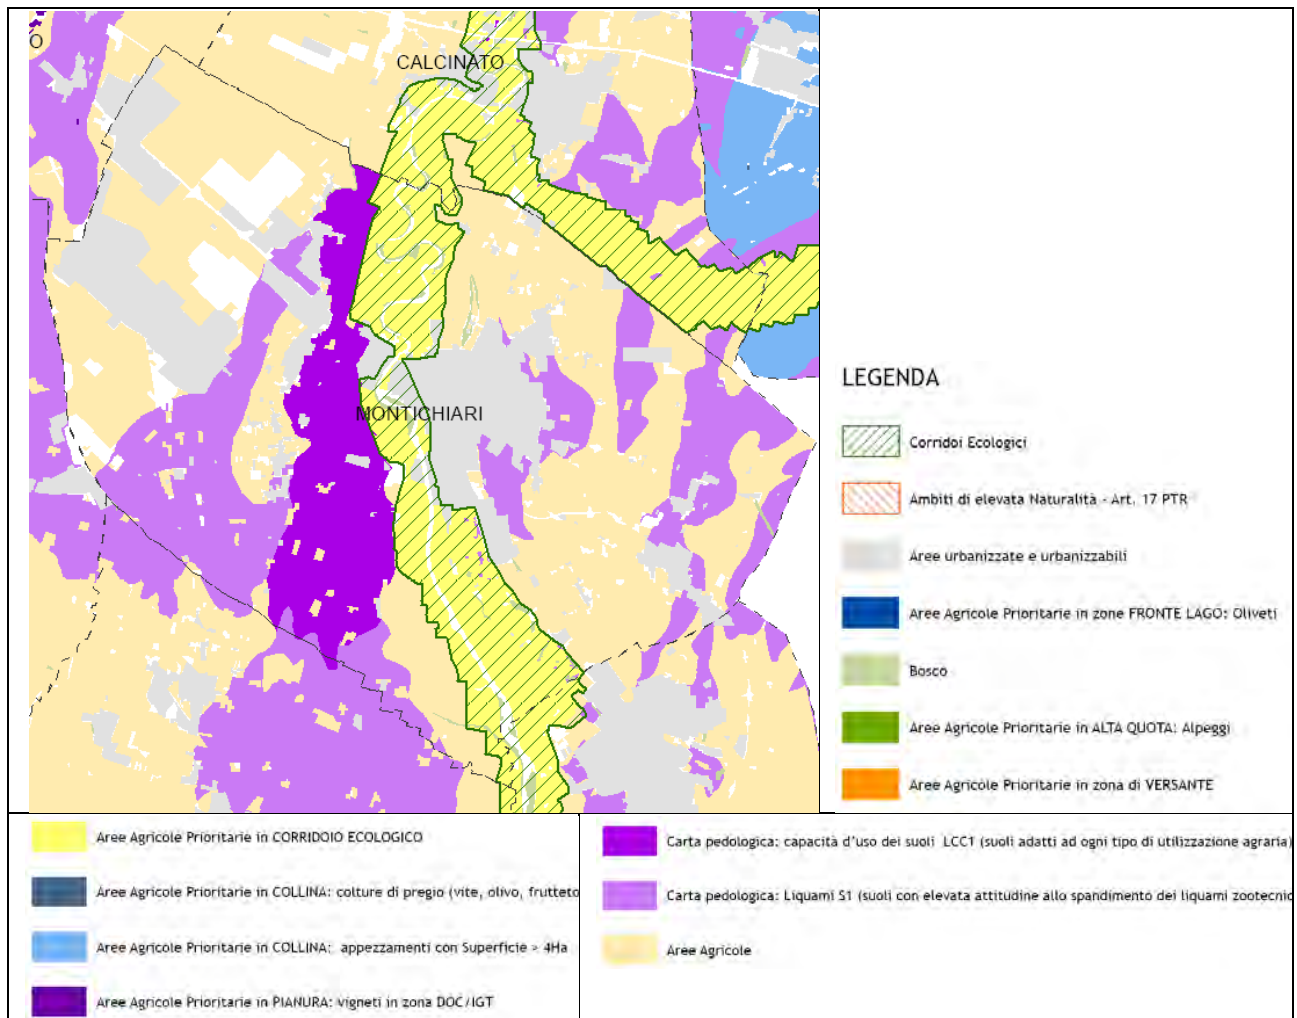 O
CALCINATO
MONTICHIARI
LEGENDA
Corridoi Ecologici
Ambiti di elevata Naturalità - Art. 17 PTR
Aree urbanizzate e urbanizzabili
Aree Agricole Prioritarie in zone FRONTE LAGO: Oliveti
Bosco
Aree Agricole Prioritarie in ALTA QUOTA: Alpeggi
Aree Agricole Prioritarie in zona di VERSANTE
Aree Agricole Prioritarie in CORRIDOIO ECOLOGICO
Aree Agricole Prioritarie in COLLINA: colture di pregio (vite, olivo, frutteto
Aree Agricole Prioritarie in COLLINA: appezzamenti con Superficie > 4Ha
Aree Agricole Prioritarie in PIANURA: vigneti in zona DOC/IGT
Carta pedologica: capacità d'uso dei suoli LCC1 (suoli adatti ad ogni tipo di utilizzazione agraria)
Carta pedologica: Liquami S1 (suoli con elevata attitudine allo spandimento dei liquami zootecnic
Aree Agricole